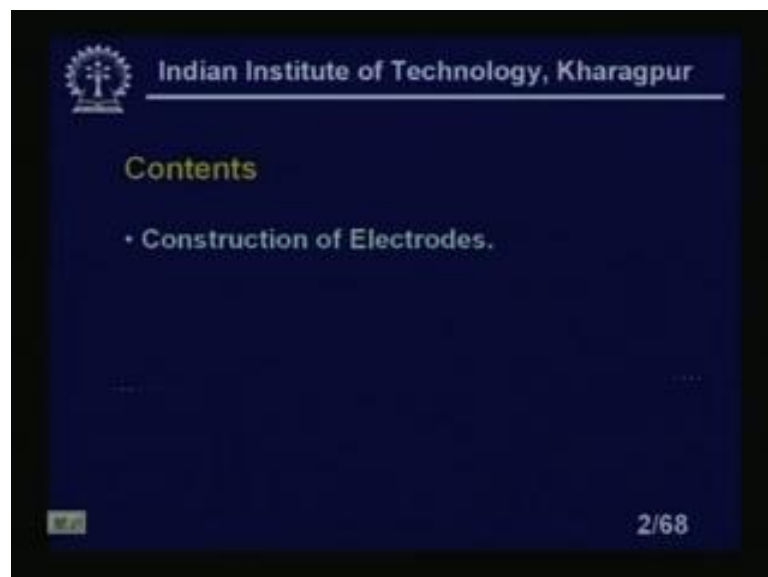 Indian Institute of Technology, Kharagpur
Contents
• Construction of Electrodes.
2/68